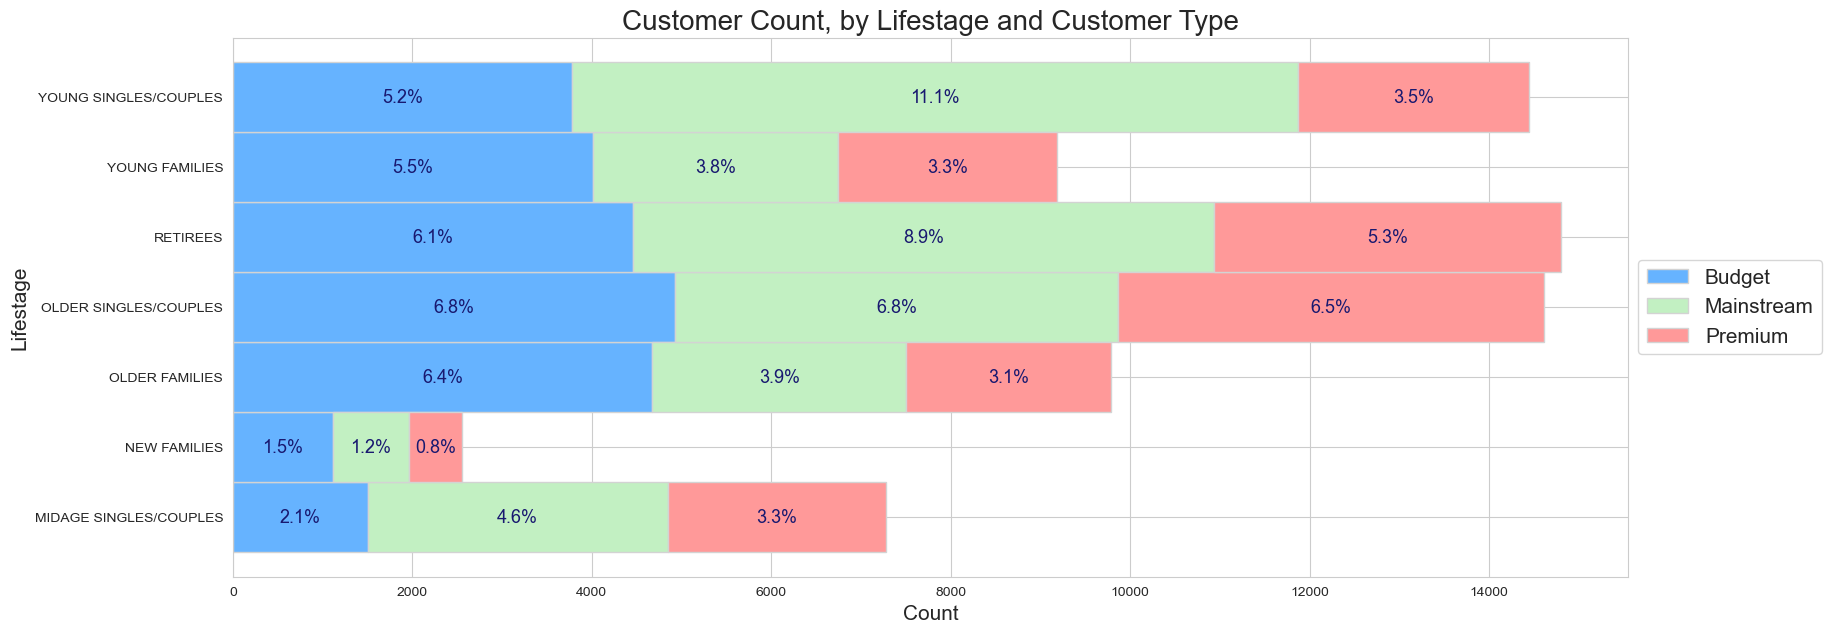 Customer Count, by Lifestage and Customer Type
YOUNG SINGLES/COUPLES 5.2% 11.1% 3.5%
YOUNG FAMILIES 5.5% 3.8% 3.3%
RETIREES 6.1% 8.9% 5.3%
OLDER SINGLES/COUPLES 6.8% 6.8% 6.5%
OLDER FAMILIES 6.4% 3.9% 3.1%
NEW FAMILIES 1.5% 1.2% 0.8%
MIDAGE SINGLES/COUPLES 2.1% 4.6% 3.3%
0 2000 4000 6000 8000 10000 12000 14000
Count
Lifestage
Budget
Mainstream
Premium